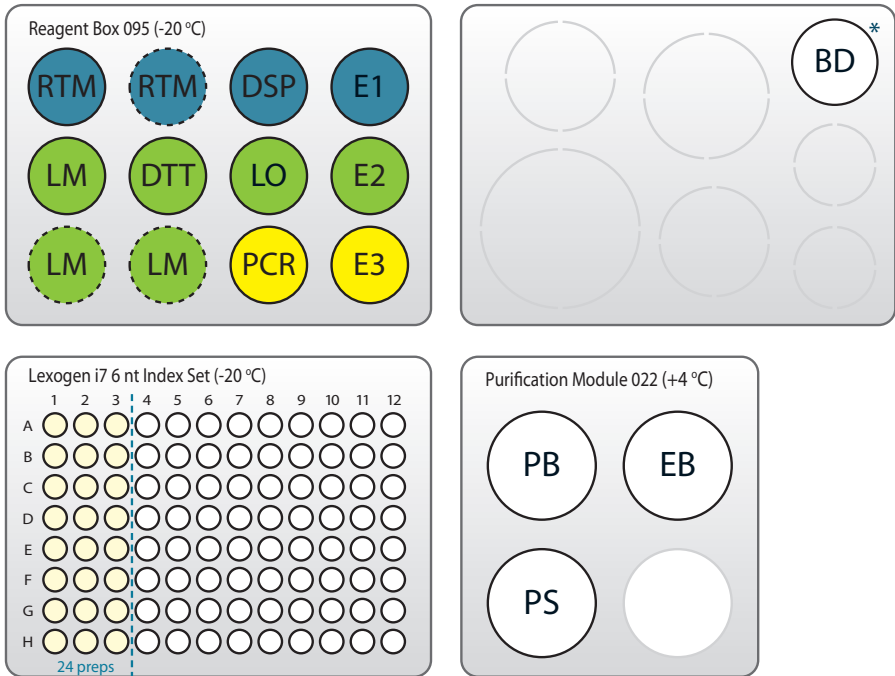 Reagent Box 095 (-20 °C)
RTM RTM DSP E1
LM DTT LO E2
LM LM PCR E3
BD *
Lexogen i7 6 nt Index Set (-20 °C)
1 2 3 4 5 6 7 8 9 10 11 12
A
B
C
D
E
F
G
H
24 preps
Purification Module 022 (+4 °C)
PB EB
PS